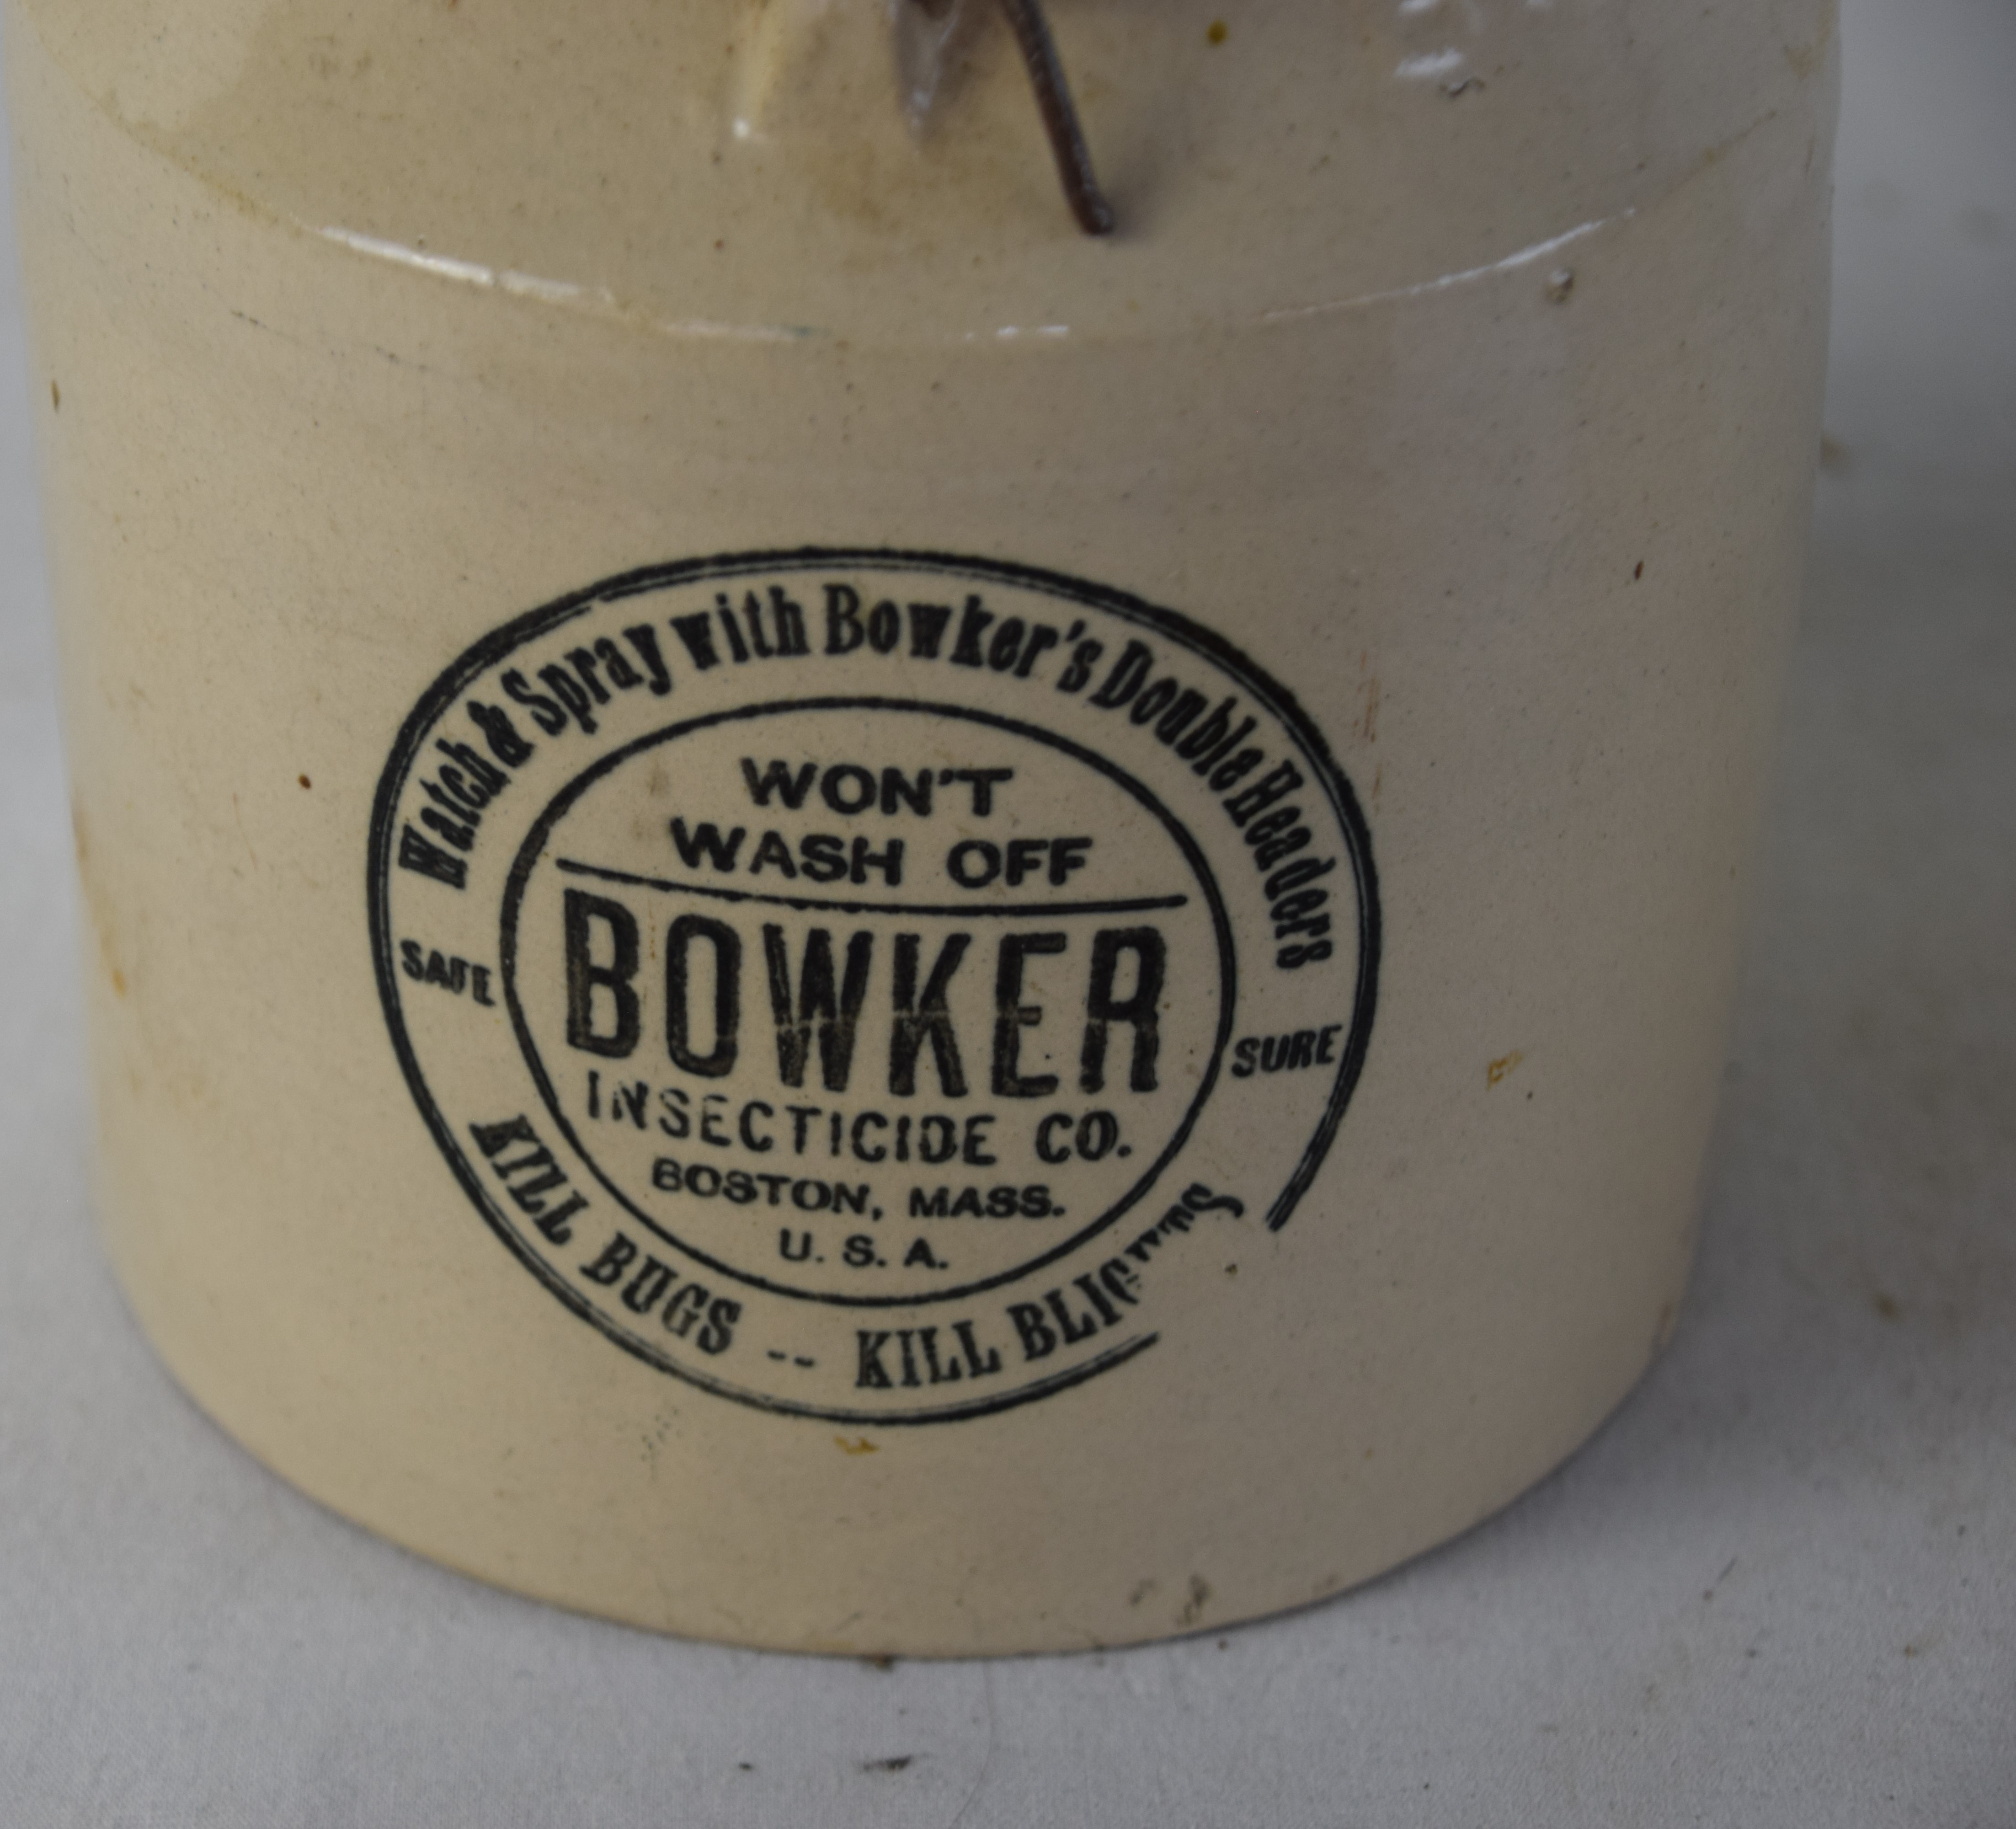 Watch & Spray with Bowker's Double Headers
SAFE
WON'T
WASH OFF
BOWKER
INSECTICIDE CO.
BOSTON, MASS.
U. S. A.
SURE
KILL BUGS -- KILL BLIGHTS